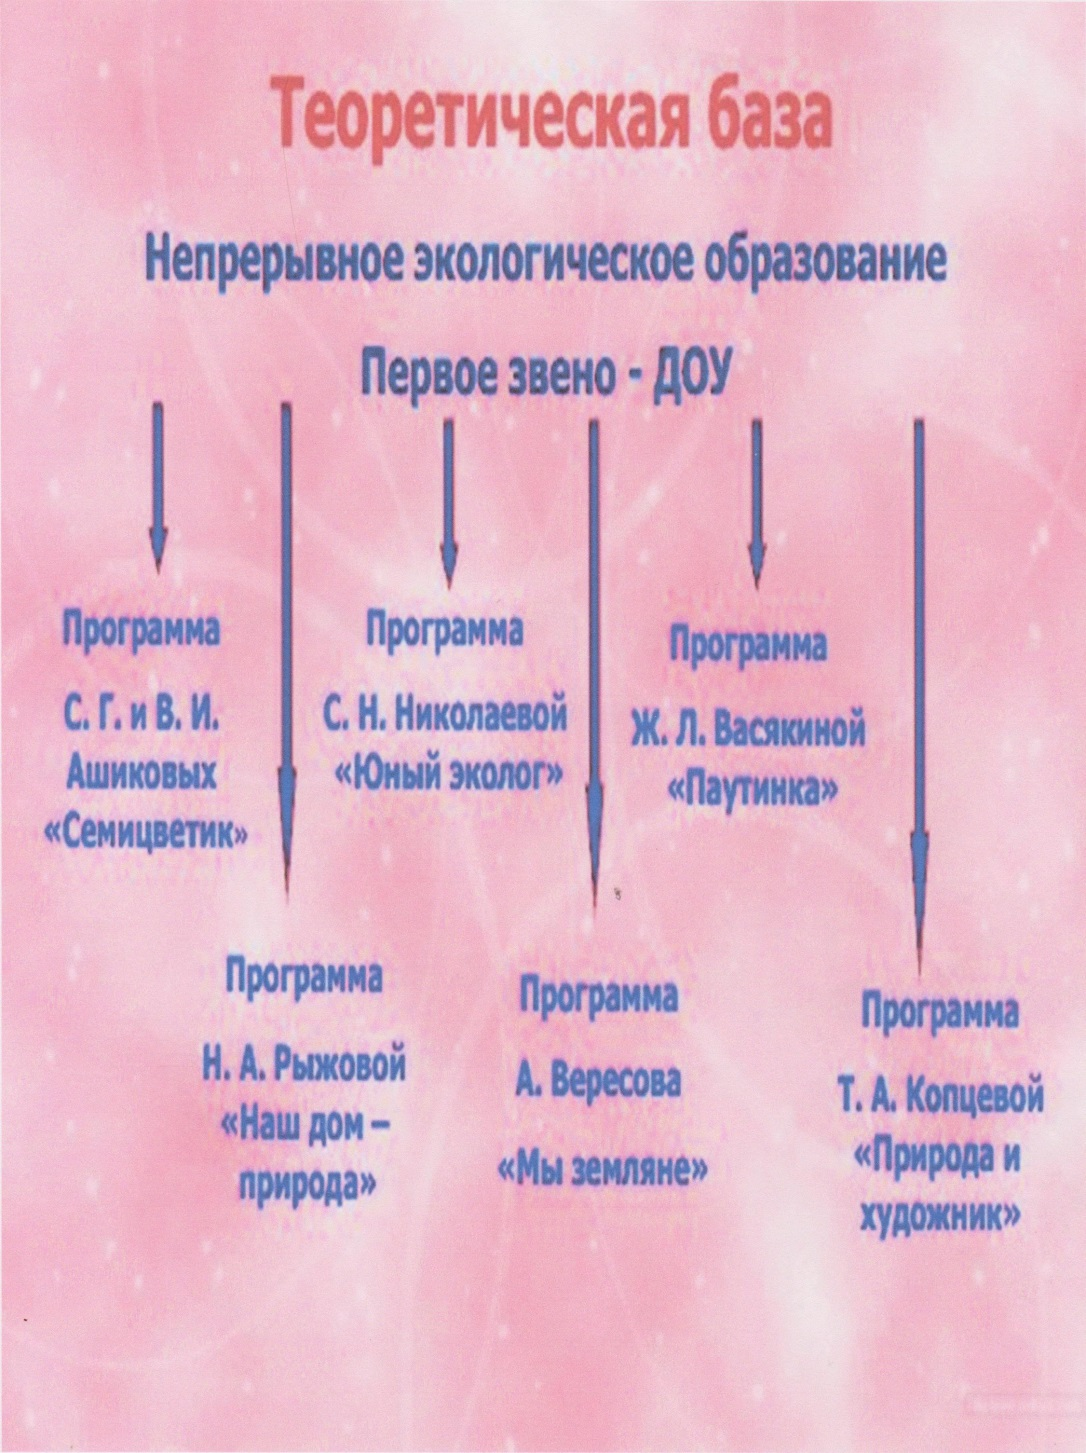 Теоретическая база
Непрерывное экологическое образование
Первое звено - ДОУ
Программа
С. Г. и В. И.
Ашиковых
«Семицветик»
Программа
С. Н. Николаевой
«Юный эколог»
Программа
Ж. Л. Васякиной
«Паутинка»
Программа
Н. А. Рыжовой
«Наш дом –
природа»
Программа
А. Вересова
«Мы земляне»
Программа
Т. А. Копцевой
«Природа и
художник»